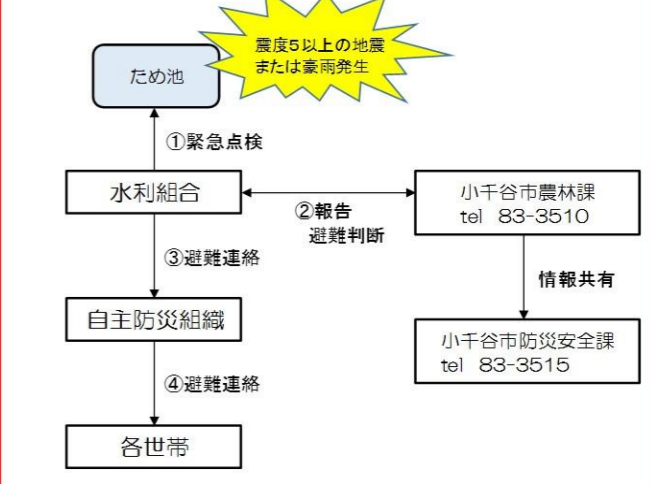 震度5以上の地震
または豪雨発生
ため池
①緊急点検
水利組合
②報告
避難判断
小千谷市農林課
tel 83-3510
③避難連絡
情報共有
自主防災組織
小千谷市防災安全課
tel 83-3515
④避難連絡
各世帯